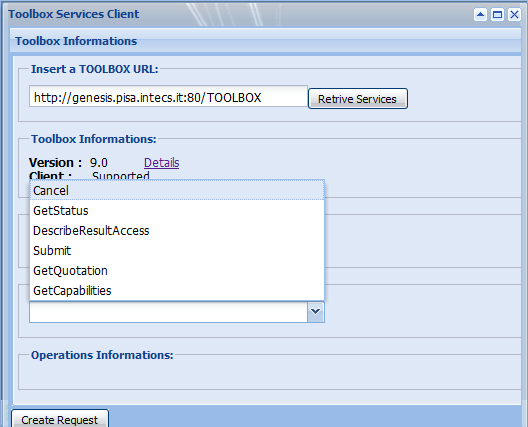 Toolbox Services Client
Toolbox Informations
Insert a TOOLBOX URL:
http://genesis.pisa.intecs.it:80/TOOLBOX Retrive Services
Toolbox Informations:
Version : 9.0 Details
Client : Supported
Cancel
GetStatus
DescribeResultAccess
Submit
GetQuotation
GetCapabilities
Operations Informations:
Create Request